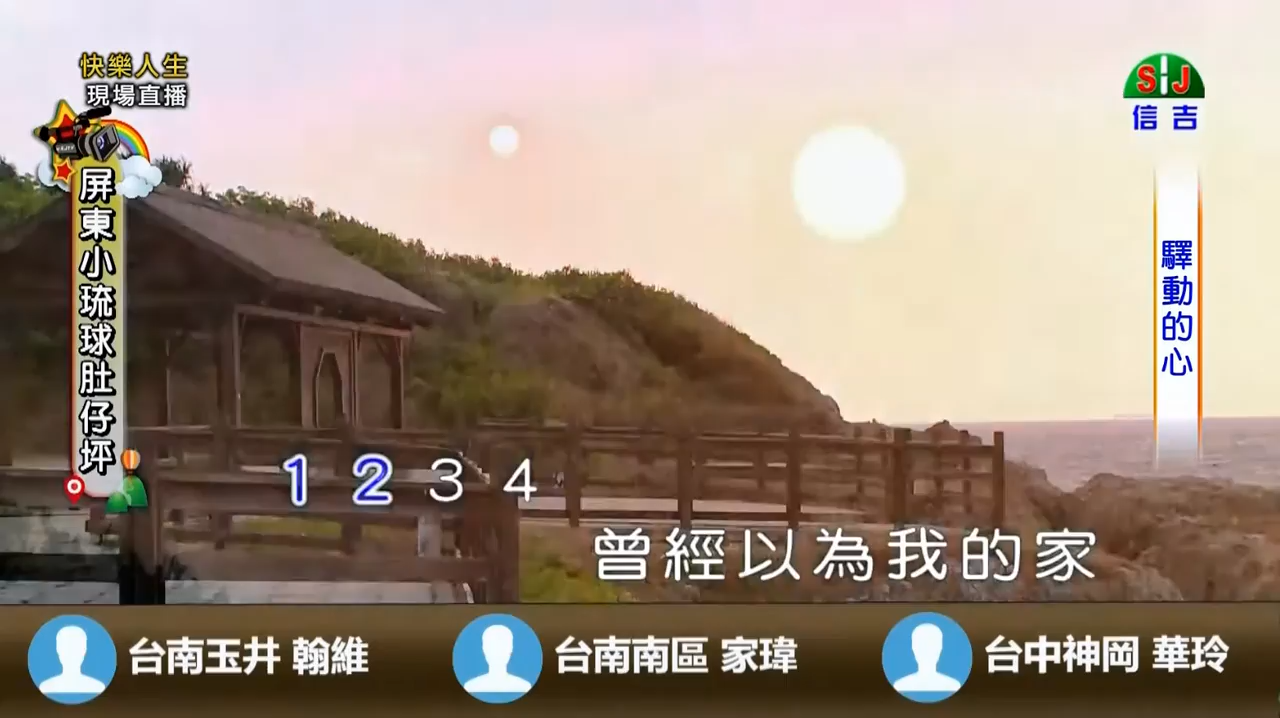 快樂人生
現場直播
屏東小琉球肚仔坪
SJ
信吉
驛動的心
1 2 3 4
曾經以為我的家
台南玉井 翰維
台南南區 家瑋
台中神岡 華玲